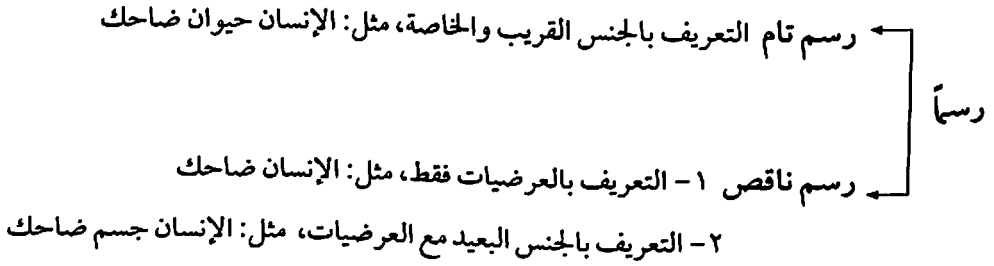 رسم تام التعريف بالجنس القريب والخاصة، مثل: الإنسان حيوان ضاحك
رسماً
رسم ناقص ١ – التعريف بالعرضيات فقط، مثل: الإنسان ضاحك
٢ – التعريف بالجنس البعيد مع العرضيات، مثل: الإنسان جسم ضاحك